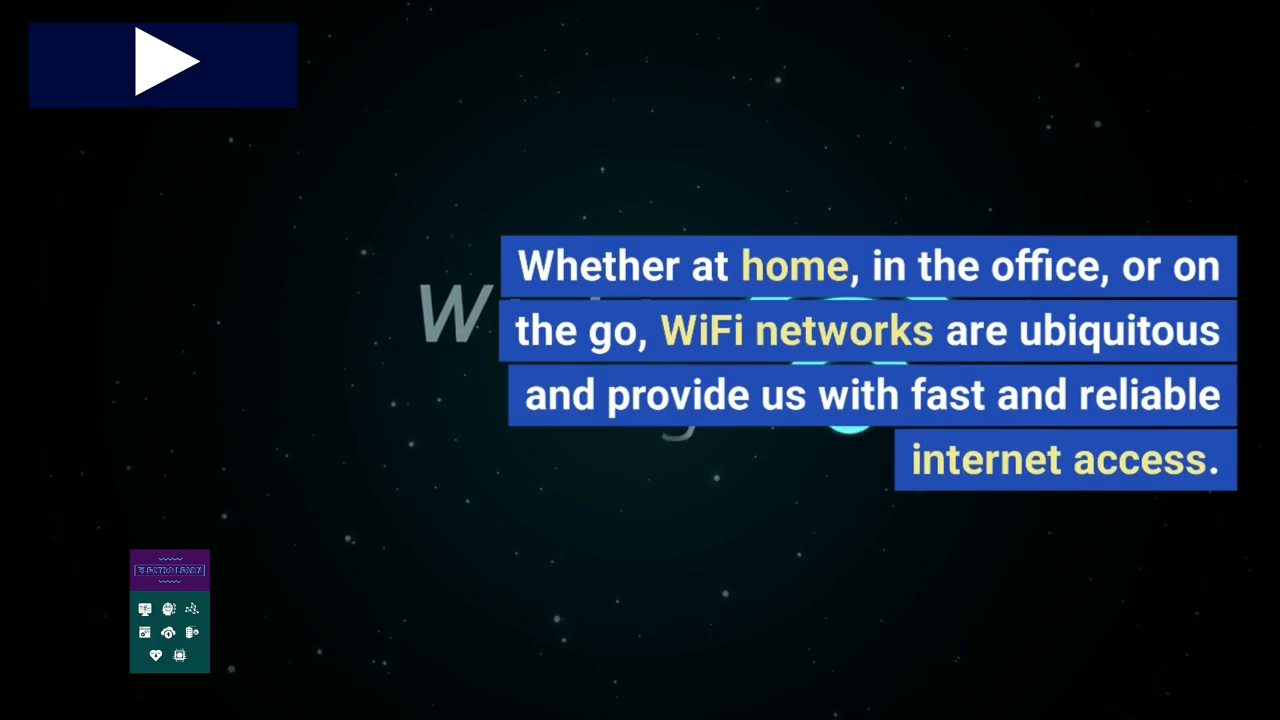 Whether at home, in the office, or on
the go, WiFi networks are ubiquitous
and provide us with fast and reliable
internet access.